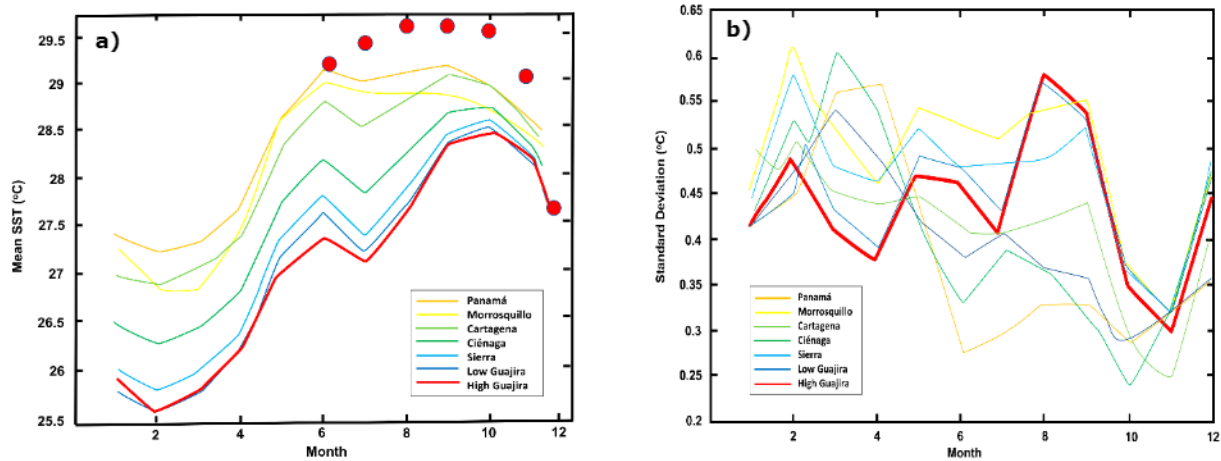 a)
29.5
29
28.5
28
27.5
27
26.5
26
25.5
Mean SST (°C)
2
4
6
8
10
12
Month
Panamá
Morrosquillo
Cartagena
Ciénaga
Sierra
Low Guajira
High Guajira
b)
0.65
0.6
0.55
0.5
0.45
0.4
0.35
0.3
0.25
0.2
Standard Deviation (°C)
2
4
6
8
10
12
Month
Panamá
Morrosquillo
Cartagena
Ciénaga
Sierra
Low Guajira
High Guajira